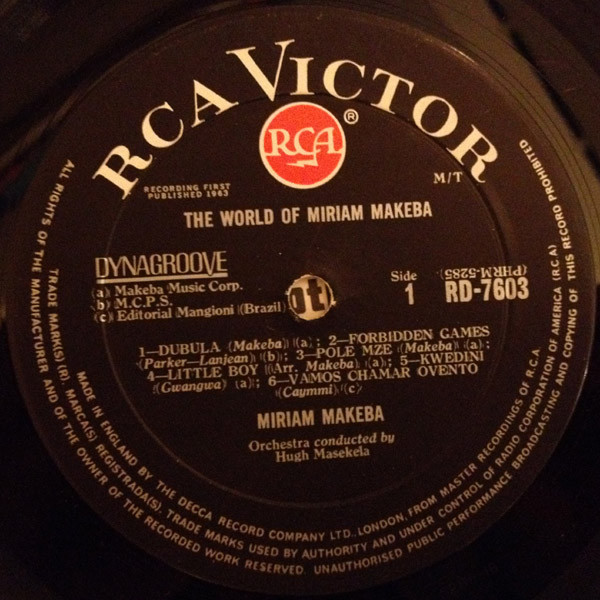 RCA VICTOR
RCA
®
M/T
RECORDING FIRST
PUBLISHED 1963
THE WORLD OF MIRIAM MAKEBA
DYNAGROOVE
(a) Makeba Music Corp.
(b) M.C.P.S.
(c) Editorial Mangioni (Brazil)
ot
Side
1
(PHRM-5285)
RD-7603
1—DUBULA (Makeba) (a); 2—FORBIDDEN GAMES
(Parker–Lanjean) (b); 3—POLE MZE (Makeba) (a);
4—LITTLE BOY (Arr. Makeba) (a); 5—KWEDINI
(Gwangwa) (a); 6—VAMOS CHAMAR OVENTO
(Caymmi) (c)
MIRIAM MAKEBA
Orchestra conducted by
Hugh Masekela
ALL RIGHTS OF THE MANUFACTURER AND OF THE OWNER OF THE RECORDED WORK RESERVED. UNAUTHORISED PUBLIC PERFORMANCE BROADCASTING AND COPYING OF THIS RECORD PROHIBITED
TRADE MARK(S) (R). MARCA(S) REGISTRADA(S). TRADE MARKS USED BY AUTHORITY AND UNDER CONTROL OF RADIO CORPORATION OF AMERICA (R.C.A)
MADE IN ENGLAND BY THE DECCA RECORD COMPANY LTD., LONDON, FROM MASTER RECORDINGS OF R.C.A.